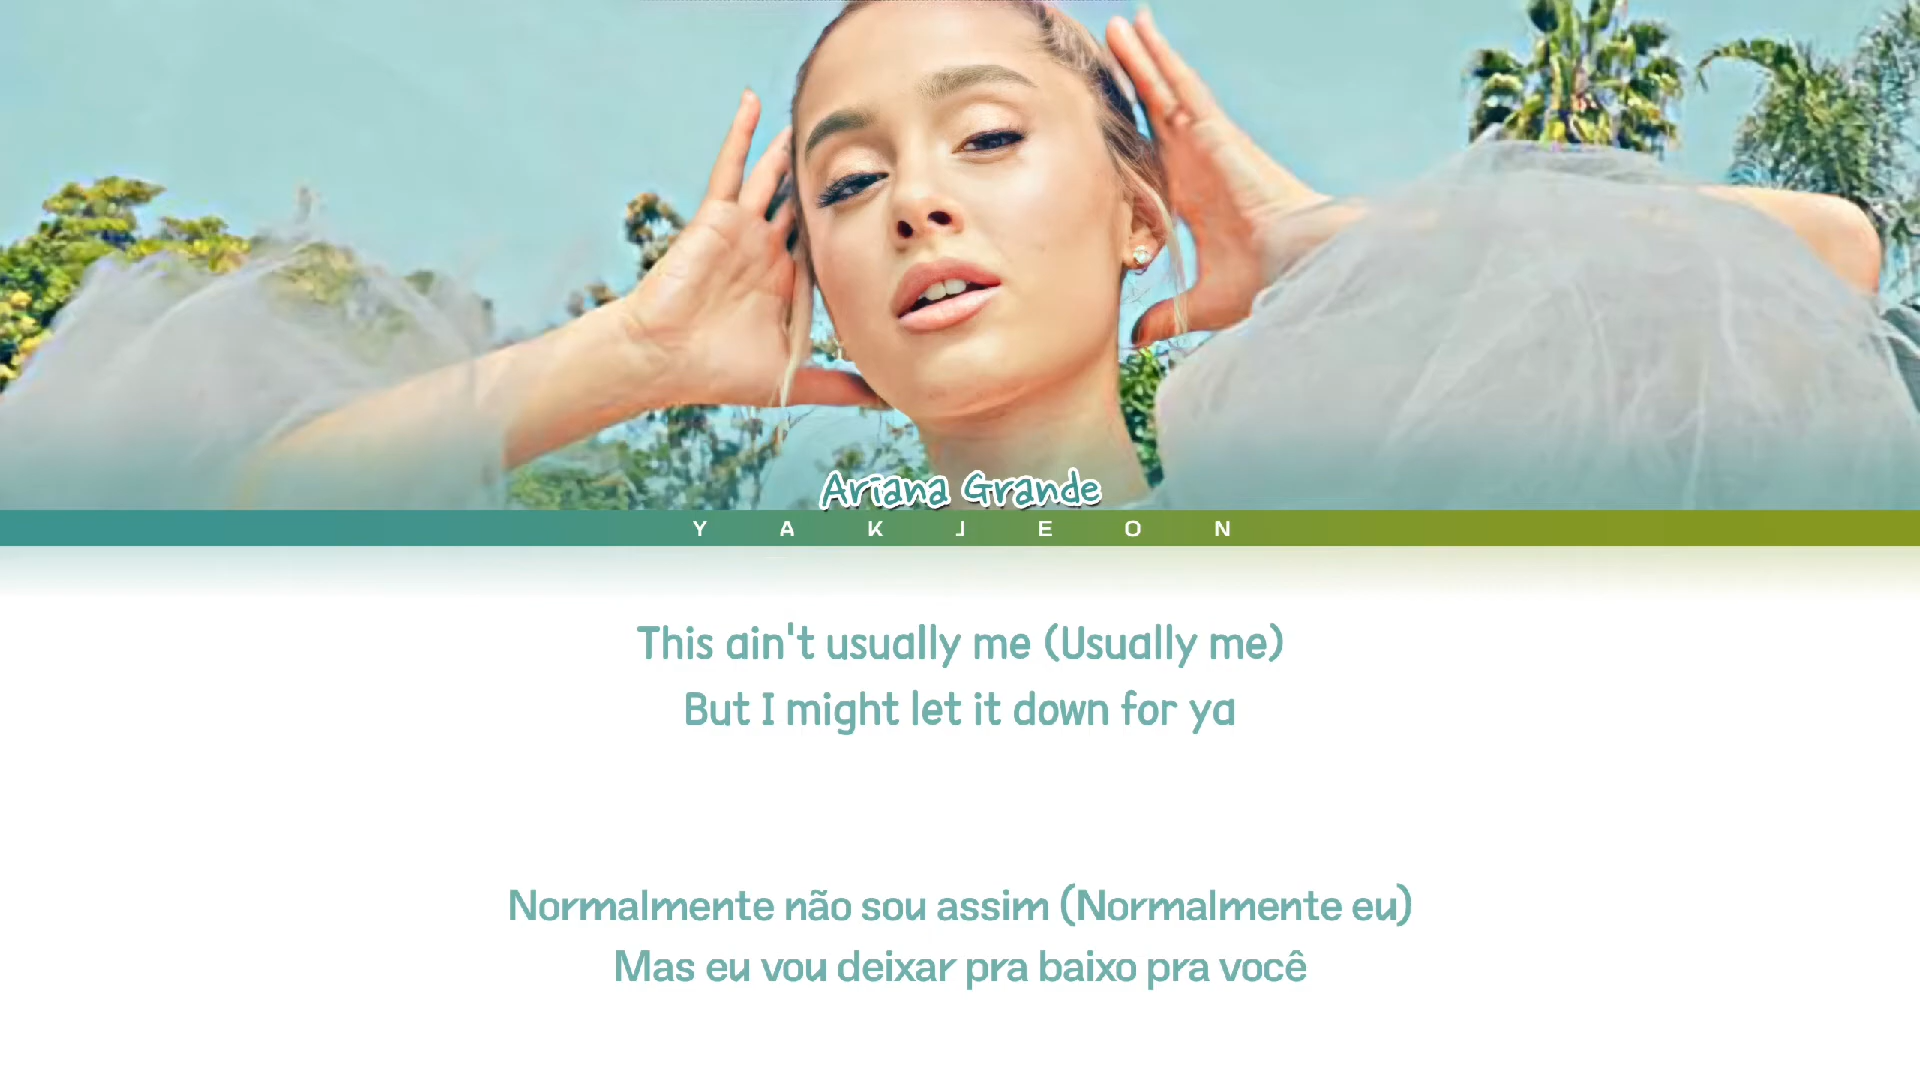 Ariana Grande
YAKJEON
This ain't usually me (Usually me)
But I might let it down for ya
Normalmente não sou assim (Normalmente eu)
Mas eu vou deixar pra baixo pra você